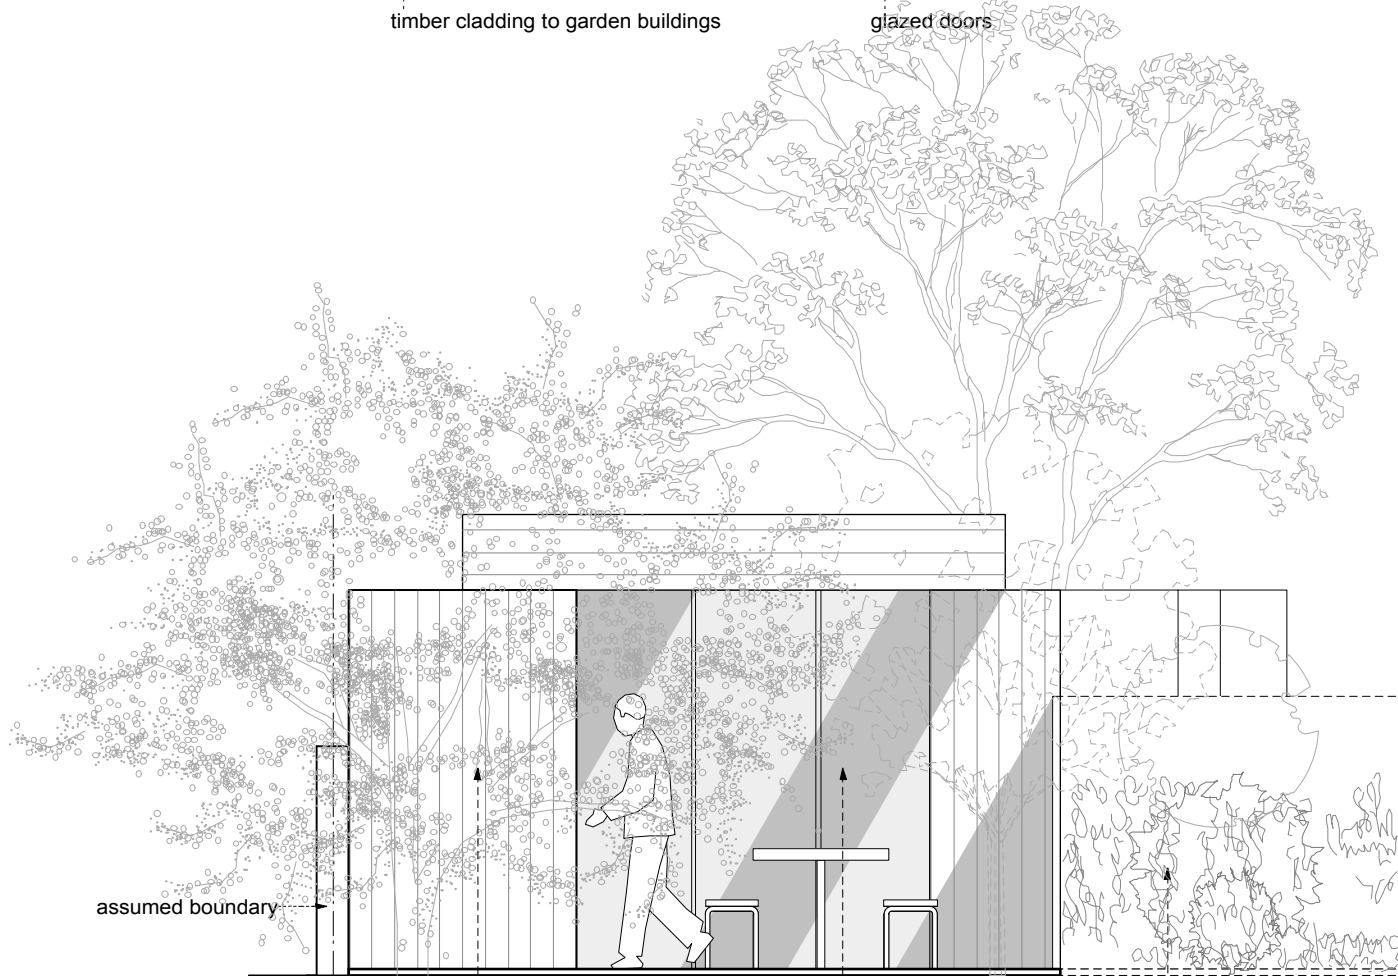 timber cladding to garden buildings
glazed doors
assumed boundary